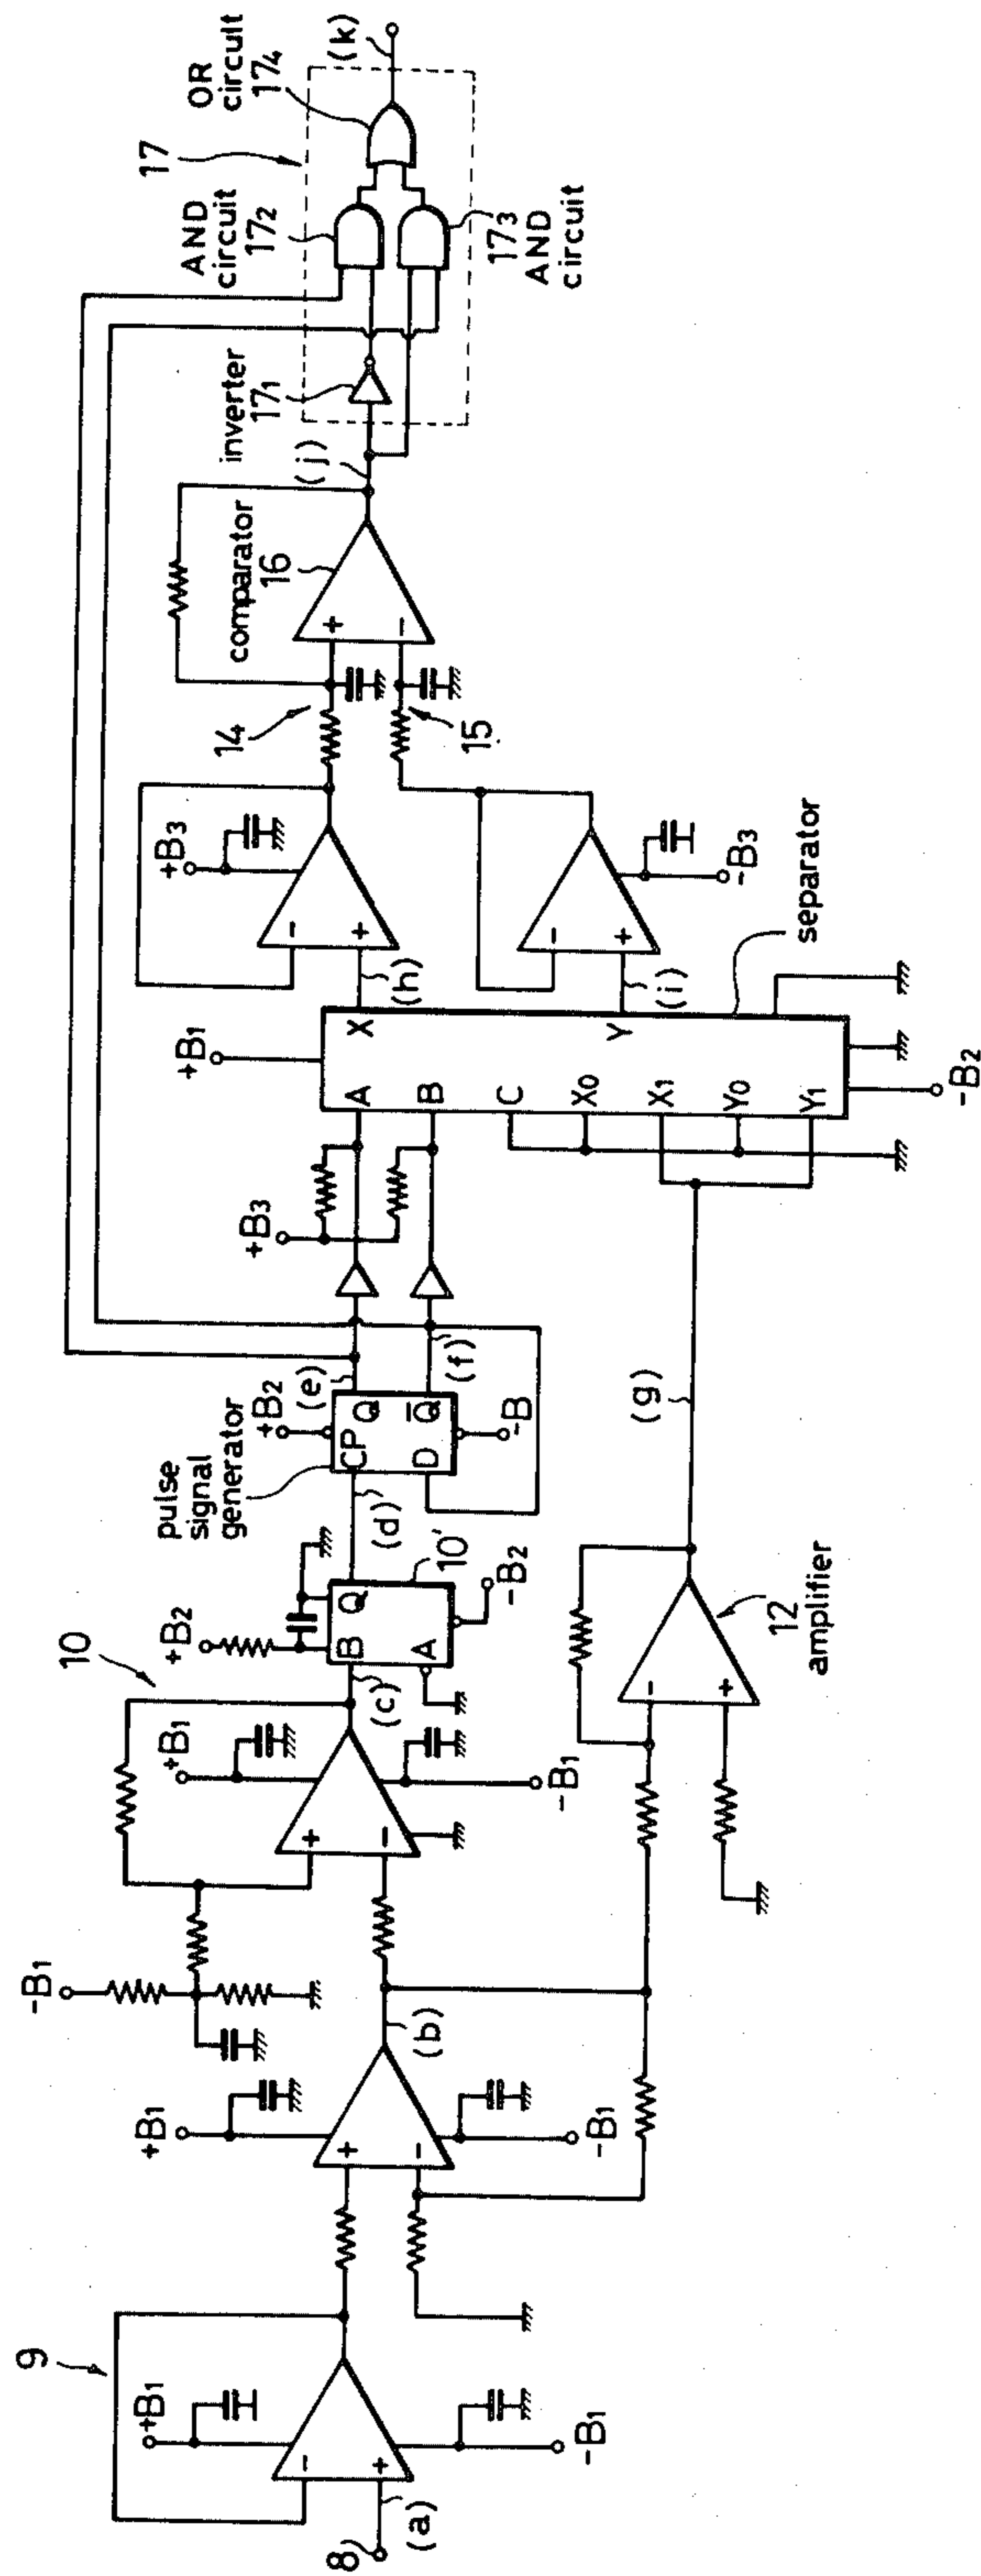 8
(a)
9
+B1
-B1
-
+
+B1
-B1
+
-
(b)
-B1
10
+B1
-B1
+
-
(c)
+B2
B
Q
A
10'
-B2
(d)
pulse
signal
generator
+B2
CP
Q
D
Q̅
-B
(e)
(f)
12
amplifier
-
+
(g)
+B3
+B1
A
B
C
X0
X1
Y0
Y1
X
Y
-B2
separator
(h)
(i)
+B3
-
+
-B3
-
+
14
15
comparator
16
+
-
(j)
inverter
171
17
AND
circuit
172
173
AND
circuit
OR
circuit
174
(k)